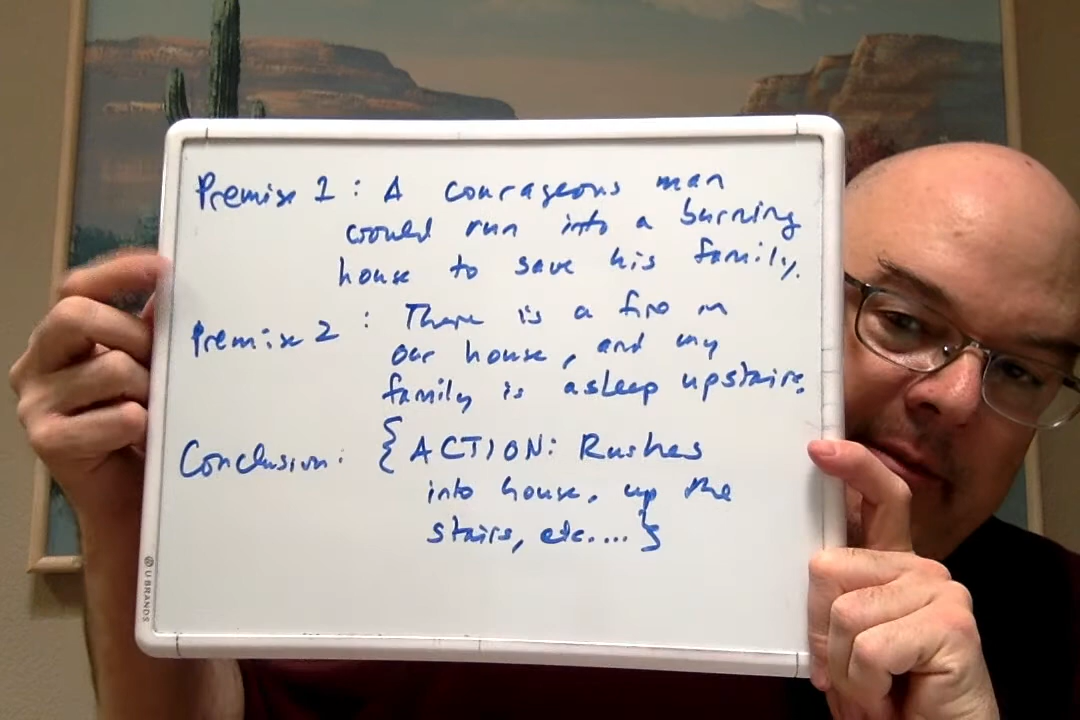 Premise 1: A courageous man
would run into a burning
house to save his family.
Premise 2: There is a fire in
our house, and my
family is asleep upstairs.
Conclusion: {ACTION: Rushes
into house, up the
stairs, etc....}
U BRANDS